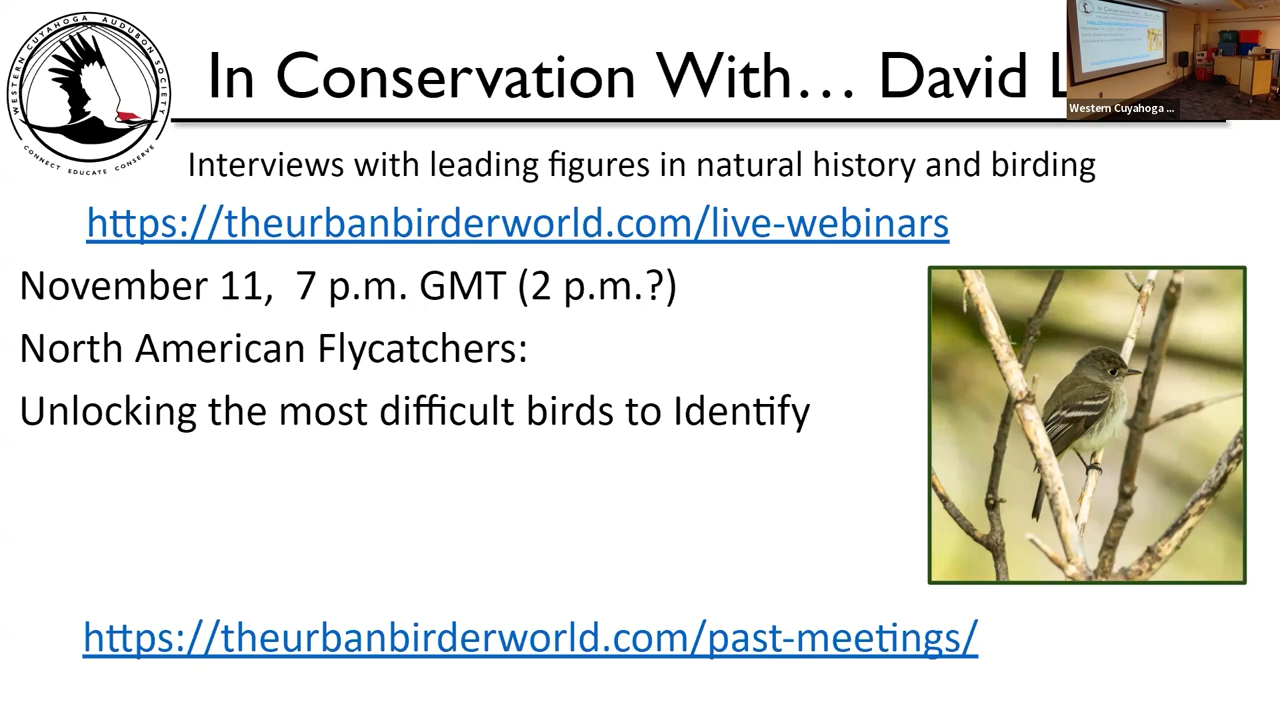 WESTERN CUYAHOGA AUDUBON SOCIETY
CONNECT EDUCATE CONSERVE
In Conservation With... David L
Western Cuyahoga ...
Interviews with leading figures in natural history and birding
https://theurbanbirderworld.com/live-webinars
November 11, 7 p.m. GMT (2 p.m.?)
North American Flycatchers:
Unlocking the most difficult birds to Identify
https://theurbanbirderworld.com/past-meetings/